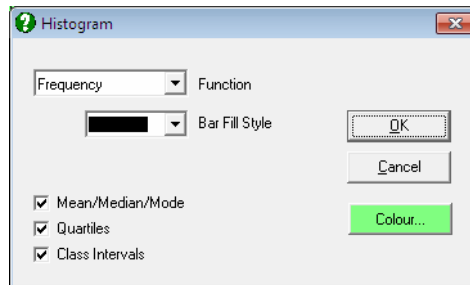 Histogram
Frequency Function
Bar Fill Style
OK
Cancel
Mean/Median/Mode
Colour...
Quartiles
Class Intervals